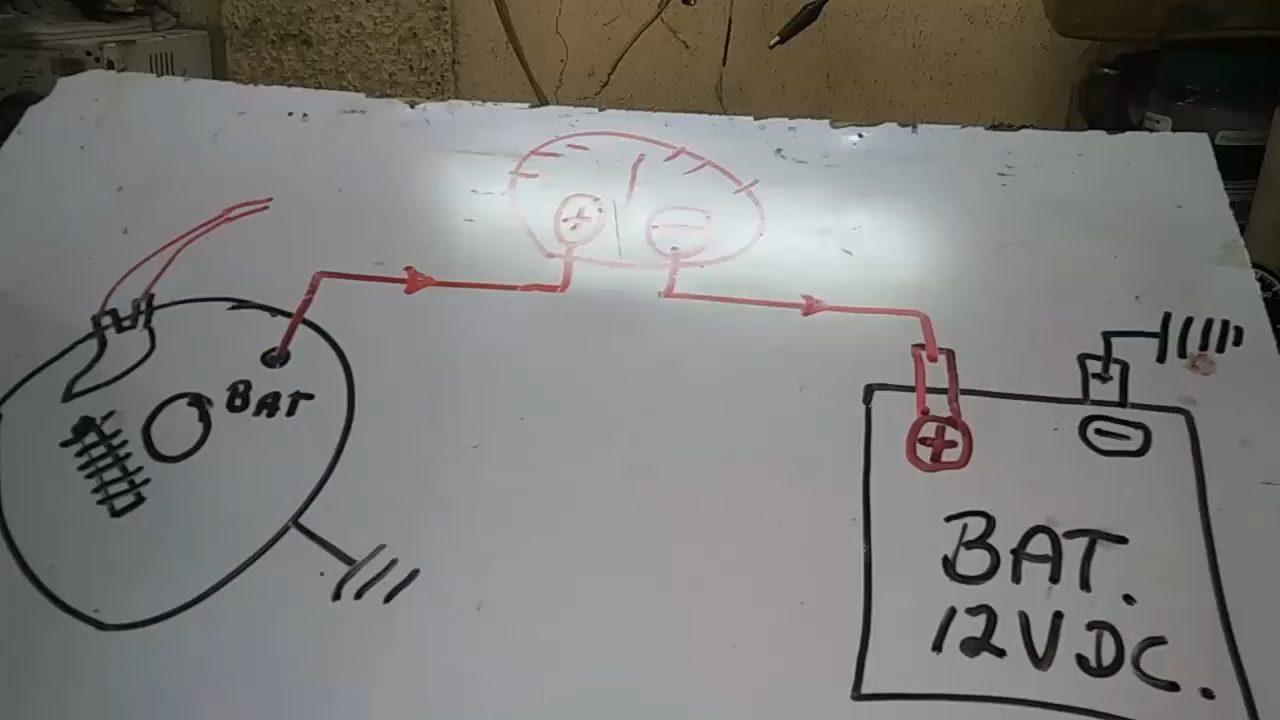 + −
BAT
+ −
BAT.
12VDC.